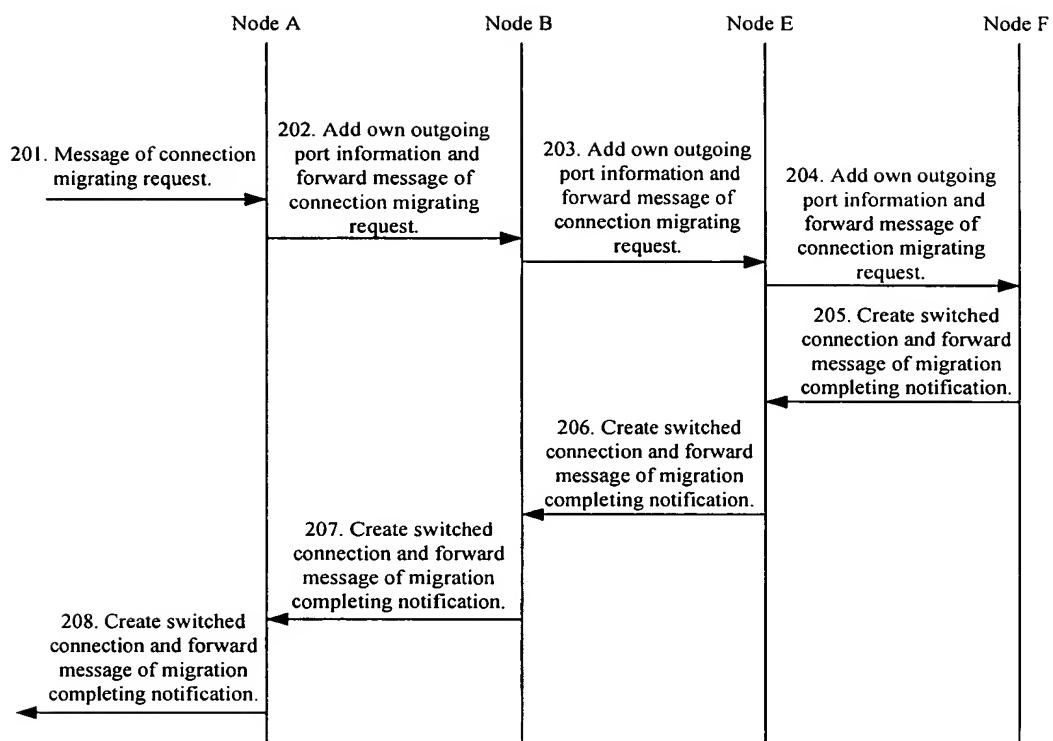 Node A
Node B
Node E
Node F
201. Message of connection
migrating request.
202. Add own outgoing
port information and
forward message of
connection migrating
request.
203. Add own outgoing
port information and
forward message of
connection migrating
request.
204. Add own outgoing
port information and
forward message of
connection migrating
request.
205. Create switched
connection and forward
message of migration
completing notification.
206. Create switched
connection and forward
message of migration
completing notification.
207. Create switched
connection and forward
message of migration
completing notification.
208. Create switched
connection and forward
message of migration
completing notification.